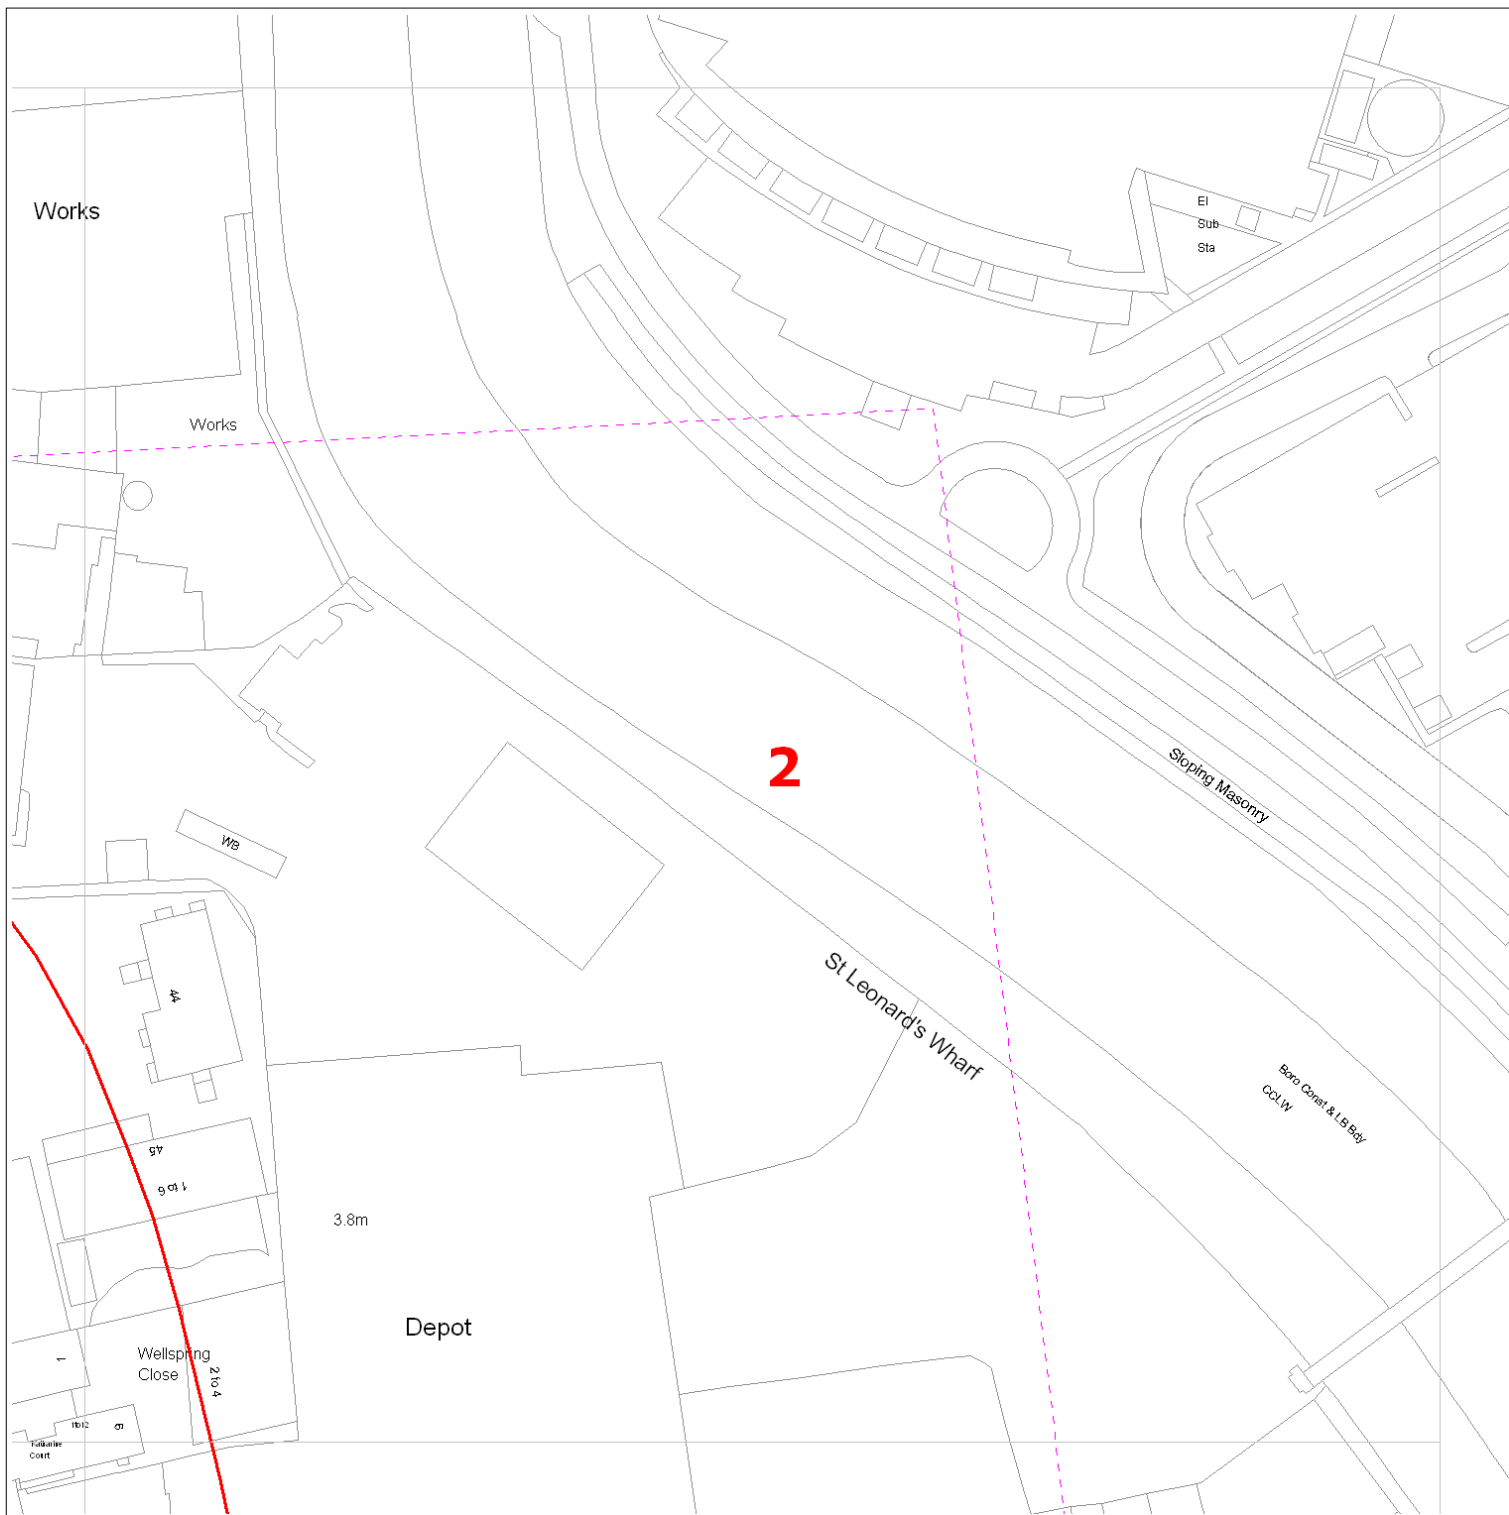 Works
El
Sub
Sta
Works
2
Sloping Masonry
WB
44
St Leonard's Wharf
Boro Const & LB Bdy
CCLW
45
1 to 6
3.8m
Depot
Wellspring
Close
1
2 to 4
6
Court